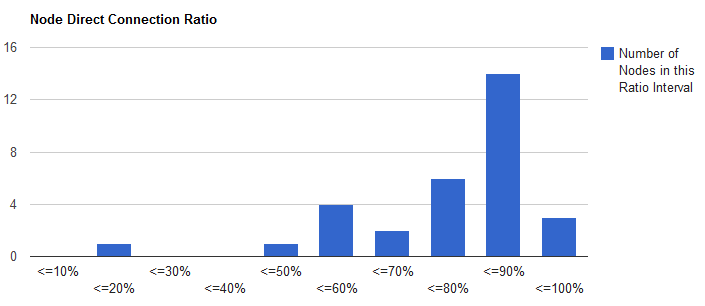 Node Direct Connection Ratio
16
12
8
4
0
Number of
Nodes in this
Ratio Interval
<=10% <=30% <=50% <=70% <=90%
<=20% <=40% <=60% <=80% <=100%